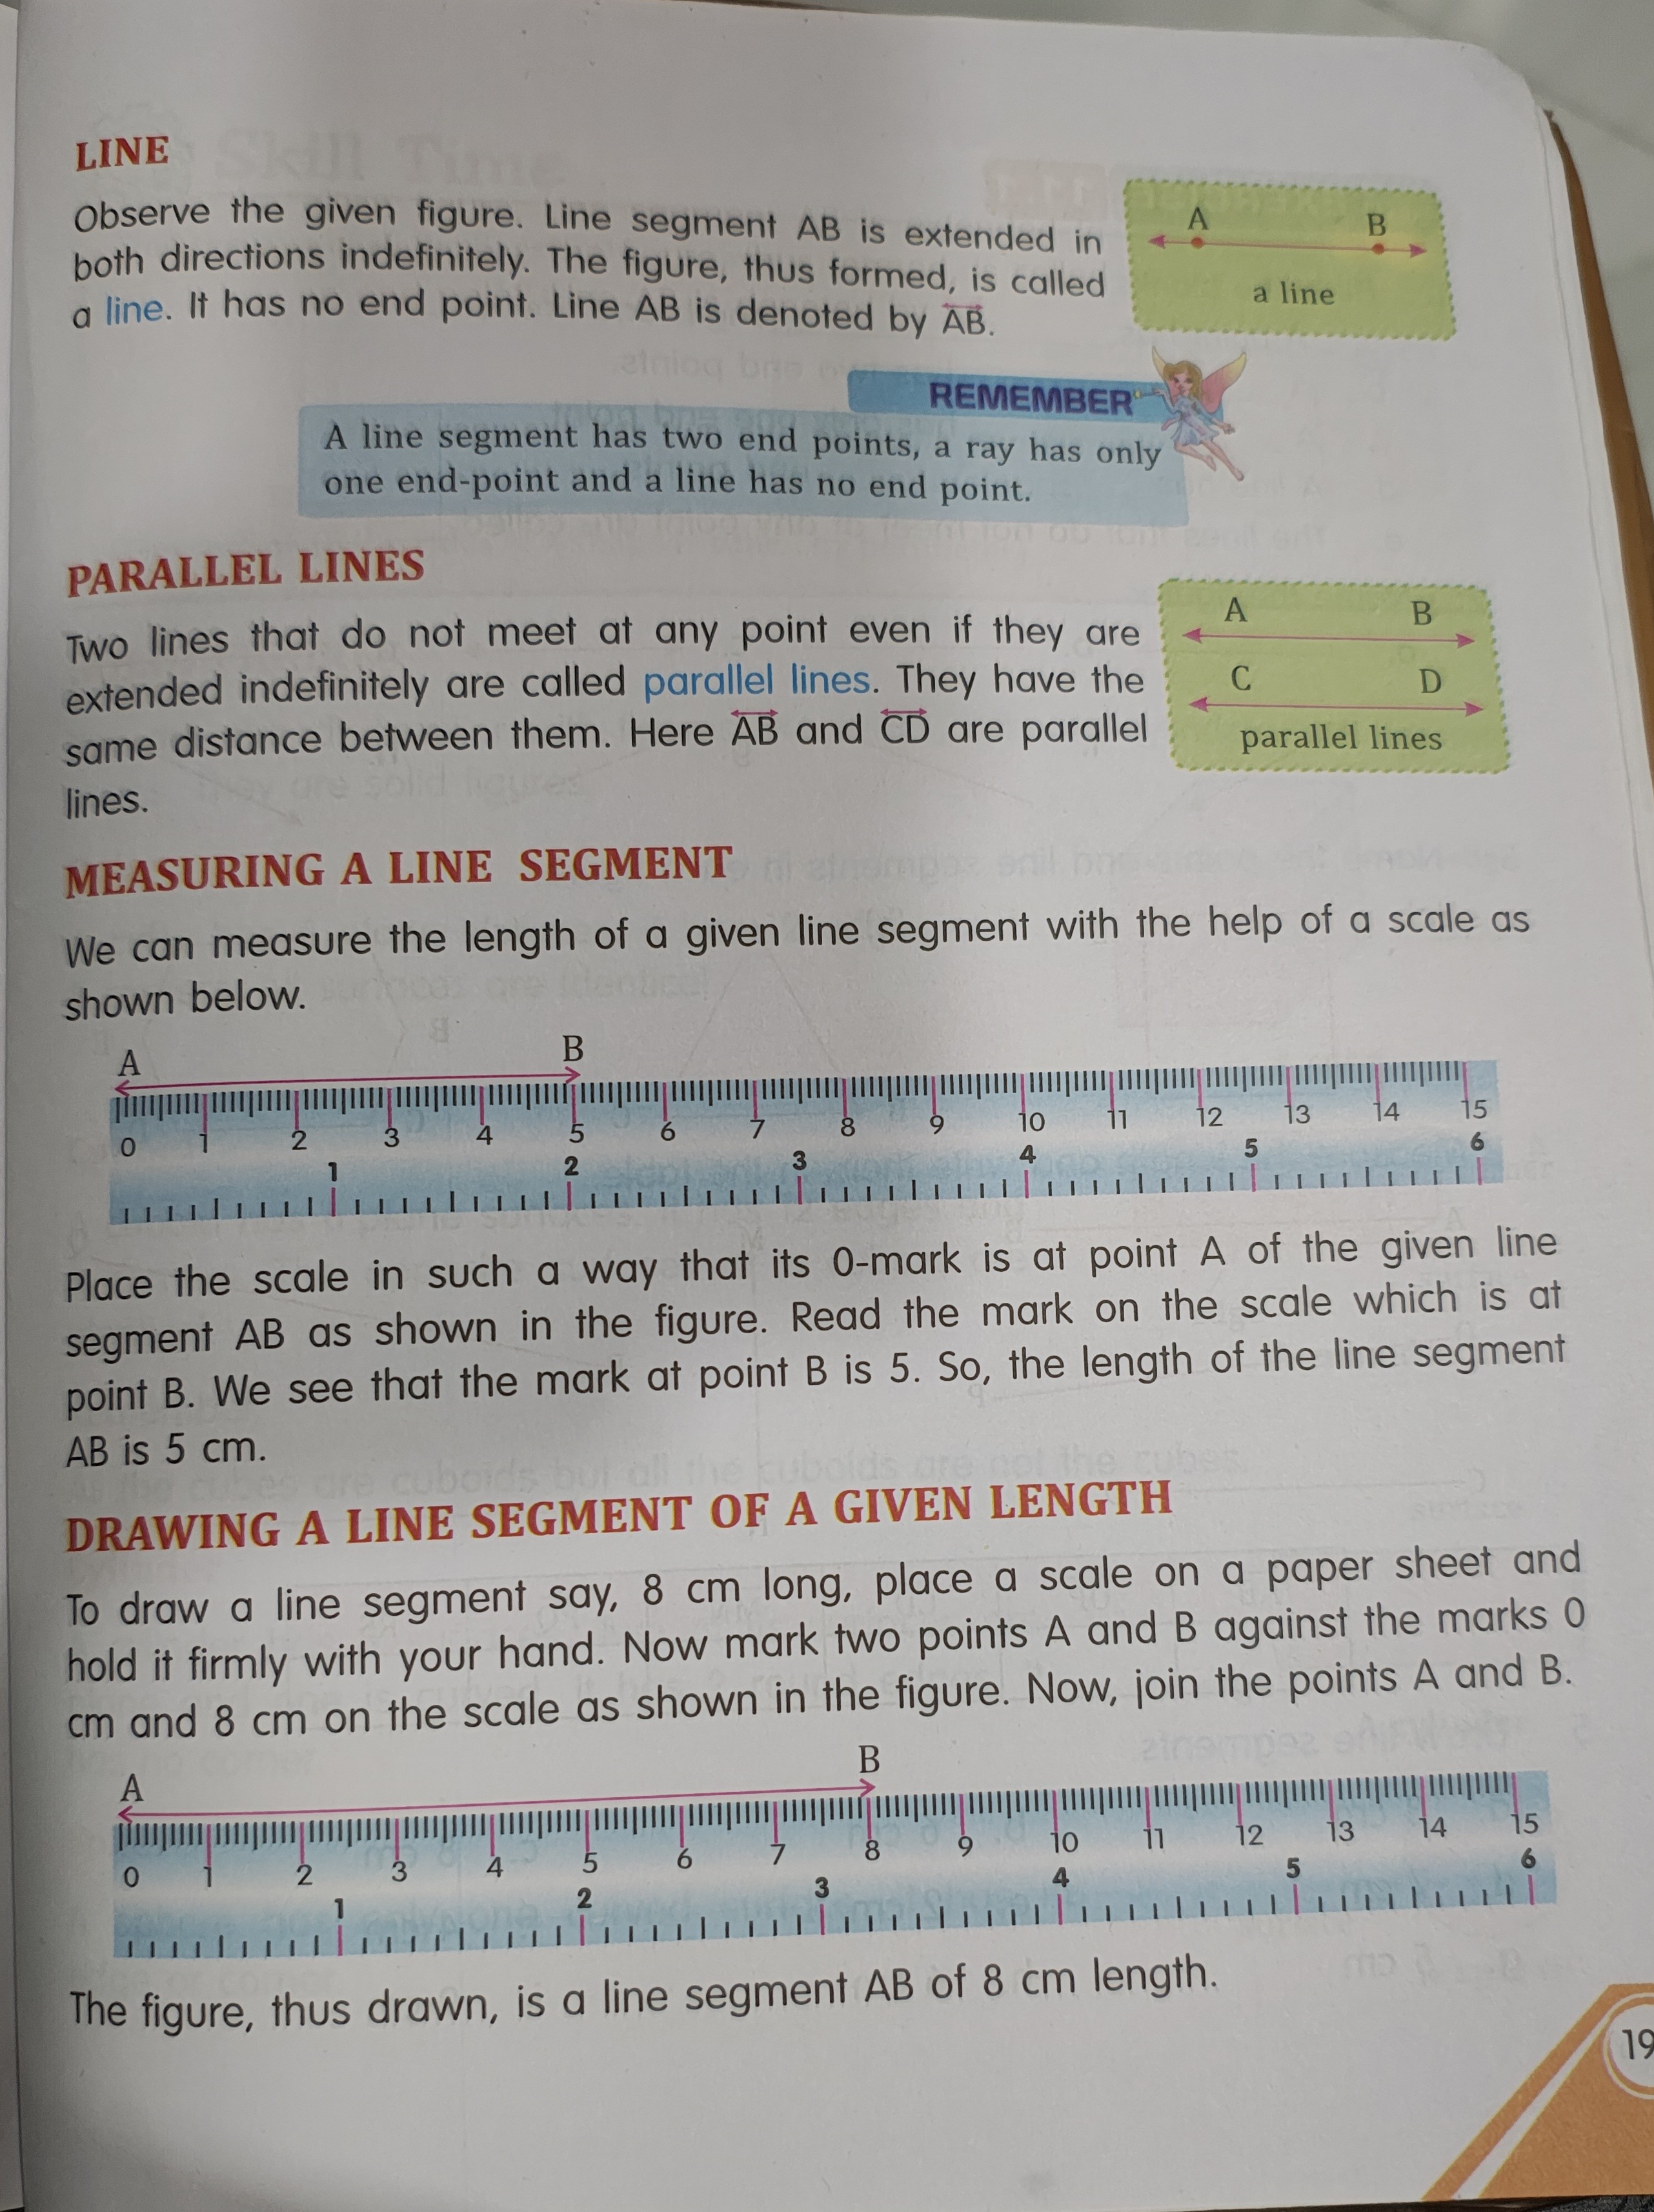 LINE
Observe the given figure. Line segment AB is extended in
both directions indefinitely. The figure, thus formed, is called
a line. It has no end point. Line AB is denoted by AB.
A B
a line
REMEMBER
A line segment has two end points, a ray has only
one end-point and a line has no end point.
PARALLEL LINES
Two lines that do not meet at any point even if they are
extended indefinitely are called parallel lines. They have the
same distance between them. Here AB and CD are parallel
lines.
A B
C D
parallel lines
MEASURING A LINE SEGMENT
We can measure the length of a given line segment with the help of a scale as
shown below.
A B
0 1 2 3 4 5 6 7 8 9 10 11 12 13 14 15
1 2 3 4 5 6
Place the scale in such a way that its 0-mark is at point A of the given line
segment AB as shown in the figure. Read the mark on the scale which is at
point B. We see that the mark at point B is 5. So, the length of the line segment
AB is 5 cm.
DRAWING A LINE SEGMENT OF A GIVEN LENGTH
To draw a line segment say, 8 cm long, place a scale on a paper sheet and
hold it firmly with your hand. Now mark two points A and B against the marks 0
cm and 8 cm on the scale as shown in the figure. Now, join the points A and B.
A B
0 1 2 3 4 5 6 7 8 9 10 11 12 13 14 15
1 2 3 4 5 6
The figure, thus drawn, is a line segment AB of 8 cm length.